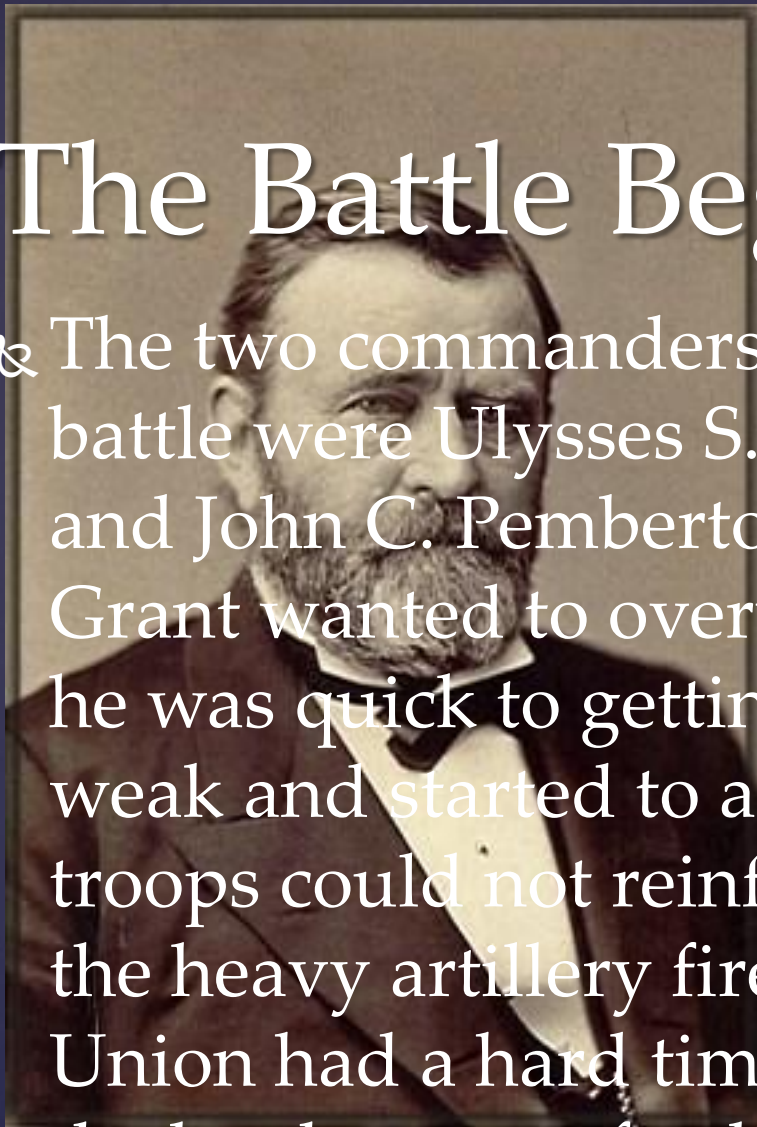 The Battle Be
& The two commanders
battle were Ulysses S.
and John C. Pemberto
Grant wanted to over
he was quick to gettin
weak and started to a
troops could not reinf
the heavy artillery fire
Union had a hard tim